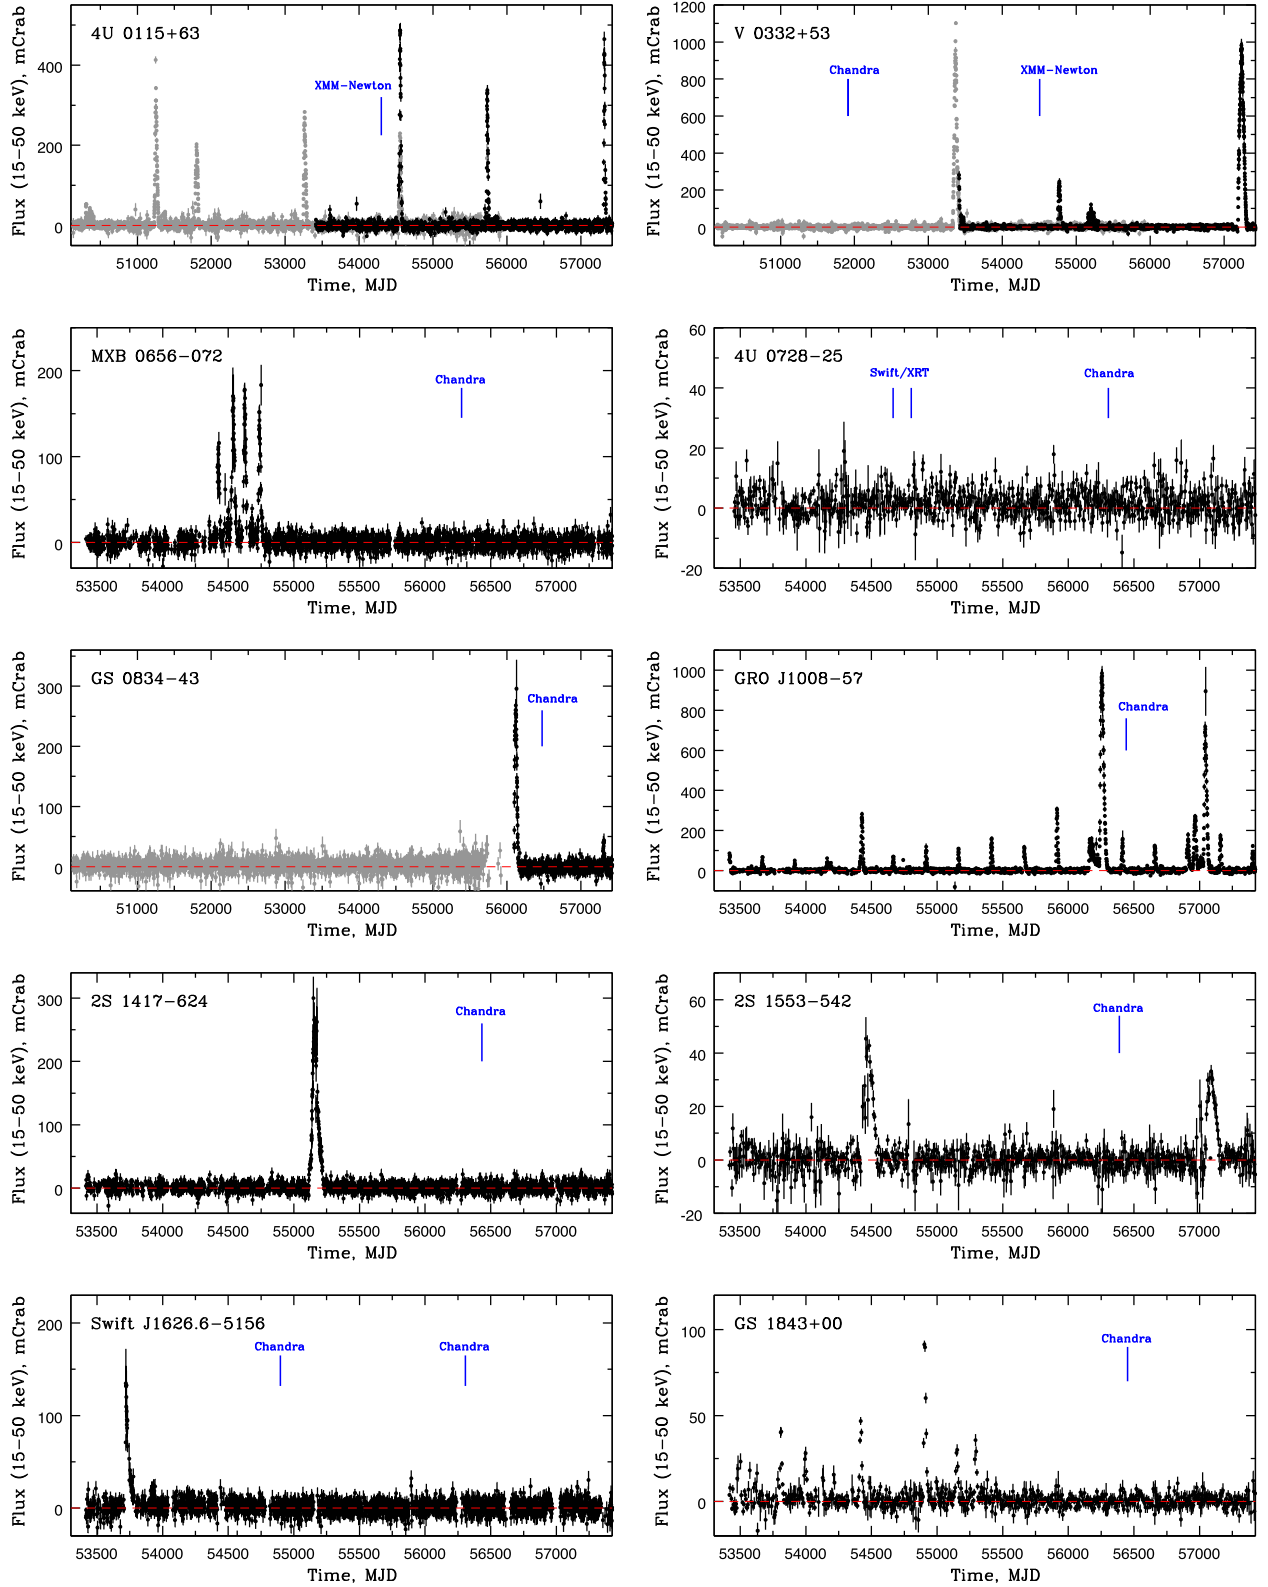 4U 0115+63
XMM-Newton
Flux (15-50 keV), mCrab
400
200
0
51000 52000 53000 54000 55000 56000 57000
Time, MJD
V 0332+53
Chandra XMM-Newton
Flux (15-50 keV), mCrab
1200
1000
800
600
400
200
0
51000 52000 53000 54000 55000 56000 57000
Time, MJD
MXB 0656-072
Chandra
Flux (15-50 keV), mCrab
200
100
0
53500 54000 54500 55000 55500 56000 56500 57000
Time, MJD
4U 0728-25
Swift/XRT Chandra
Flux (15-50 keV), mCrab
60
40
20
0
-20
53500 54000 54500 55000 55500 56000 56500 57000
Time, MJD
GS 0834-43
Chandra
Flux (15-50 keV), mCrab
300
200
100
0
51000 52000 53000 54000 55000 56000 57000
Time, MJD
GRO J1008-57
Chandra
Flux (15-50 keV), mCrab
1000
800
600
400
200
0
53500 54000 54500 55000 55500 56000 56500 57000
Time, MJD
2S 1417-624
Chandra
Flux (15-50 keV), mCrab
300
200
100
0
53500 54000 54500 55000 55500 56000 56500 57000
Time, MJD
2S 1553-542
Chandra
Flux (15-50 keV), mCrab
60
40
20
0
-20
53500 54000 54500 55000 55500 56000 56500 57000
Time, MJD
Swift J1626.6-5156
Chandra Chandra
Flux (15-50 keV), mCrab
200
100
0
53500 54000 54500 55000 55500 56000 56500 57000
Time, MJD
GS 1843+00
Chandra
Flux (15-50 keV), mCrab
100
50
0
53500 54000 54500 55000 55500 56000 56500 57000
Time, MJD